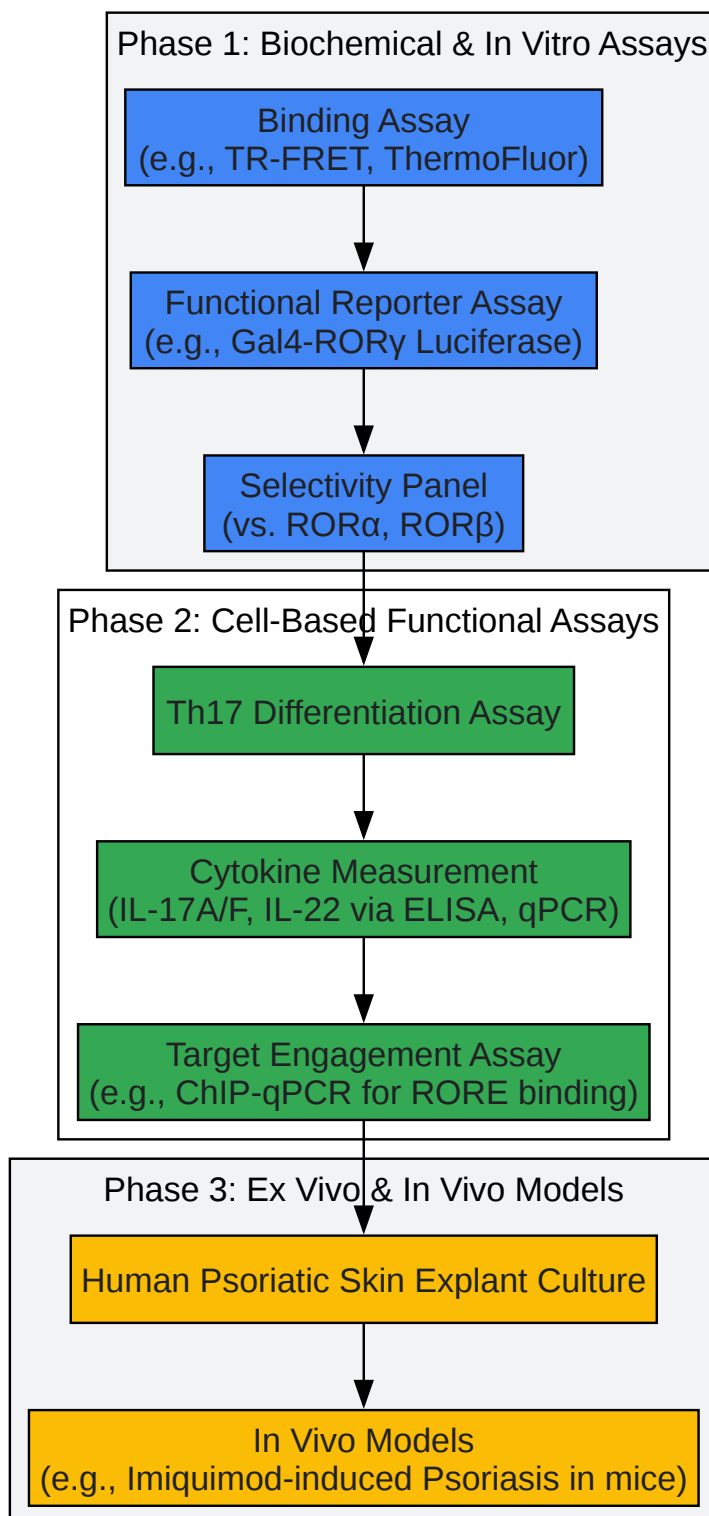 Phase 1: Biochemical & In Vitro Assays
Binding Assay
(e.g., TR-FRET, ThermoFluor)
Functional Reporter Assay
(e.g., Gal4-RORγ Luciferase)
Selectivity Panel
(vs. RORα, RORβ)
Phase 2: Cell-Based Functional Assays
Th17 Differentiation Assay
Cytokine Measurement
(IL-17A/F, IL-22 via ELISA, qPCR)
Target Engagement Assay
(e.g., ChIP-qPCR for RORE binding)
Phase 3: Ex Vivo & In Vivo Models
Human Psoriatic Skin Explant Culture
In Vivo Models
(e.g., Imiquimod-induced Psoriasis in mice)